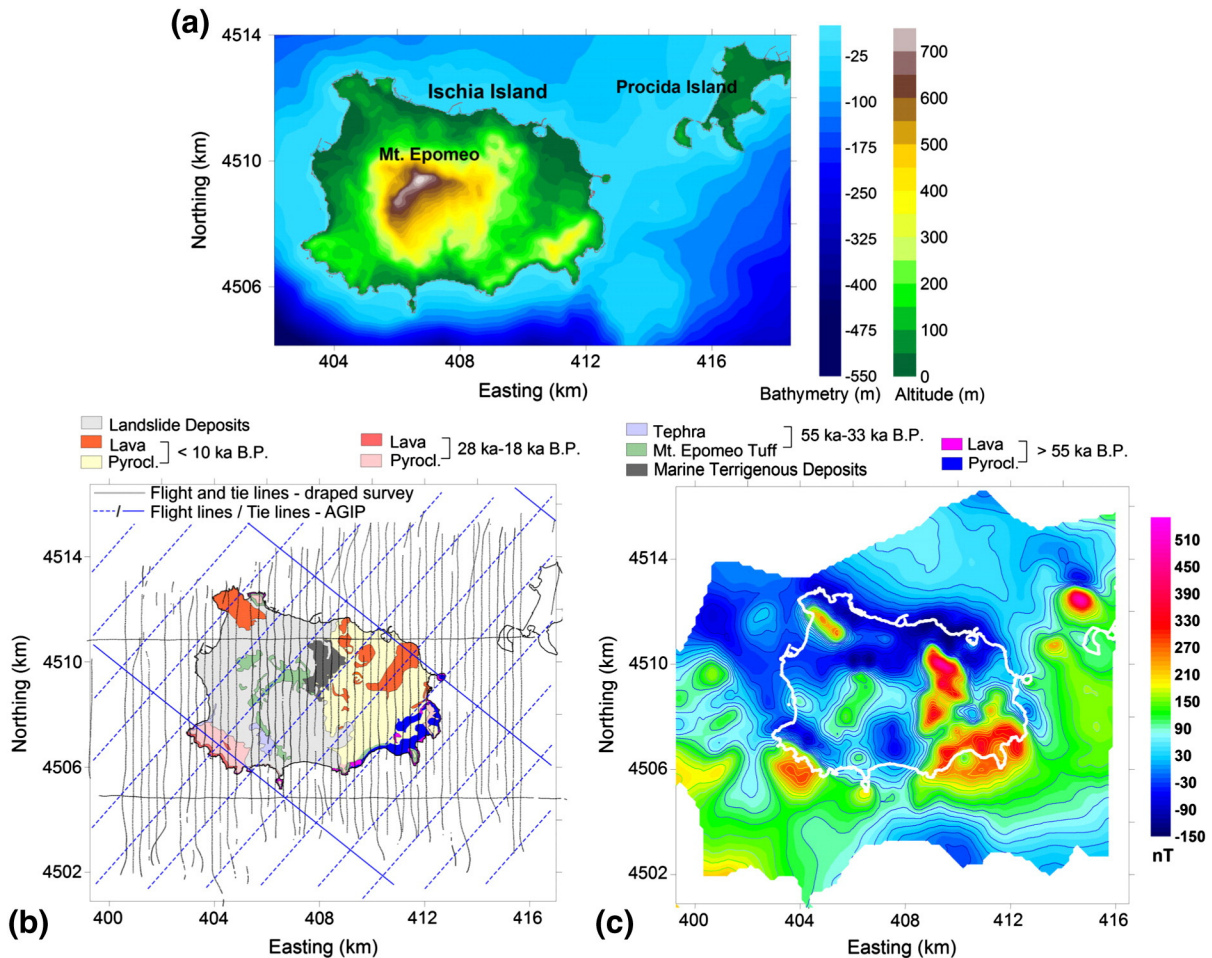 (a)
4514
4510
4506
Northing (km)
Ischia Island
Procida Island
Mt. Epomeo
404
408
412
416
Easting (km)
-25
-100
-175
-250
-325
-400
-475
-550
Bathymetry (m)
700
600
500
400
300
200
100
0
Altitude (m)
Landslide Deposits
Lava
Pyrocl.
< 10 ka B.P.
Lava
Pyrocl.
28 ka-18 ka B.P.
Tephra
Mt. Epomeo Tuff
55 ka-33 ka B.P.
Marine Terrigenous Deposits
Lava
Pyrocl.
> 55 ka B.P.
Flight and tie lines - draped survey
/ Flight lines / Tie lines - AGIP
4514
4510
4506
4502
Northing (km)
400
404
408
412
416
Easting (km)
(b)
4514
4510
4506
4502
Northing (km)
400
404
408
412
416
Easting (km)
(c)
510
450
390
330
270
210
150
90
30
-30
-90
-150
nT